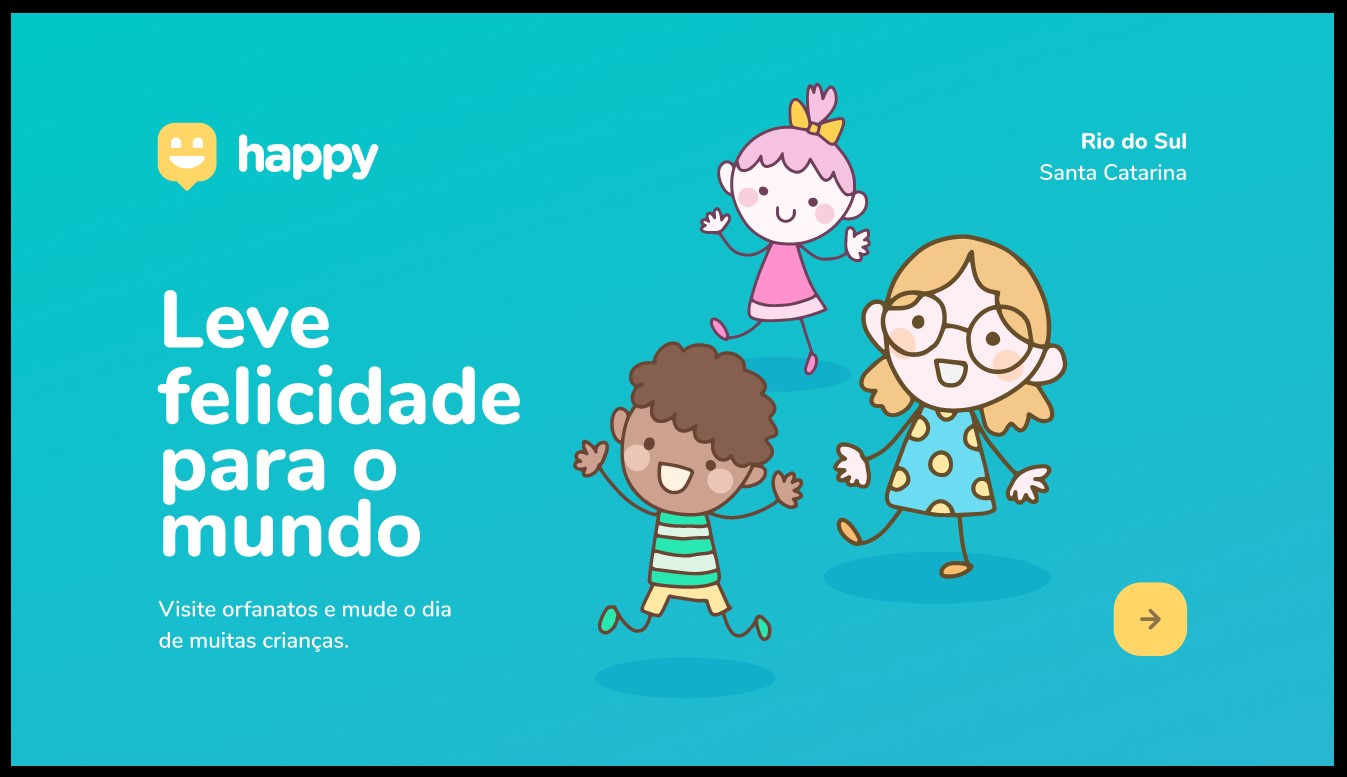 happy
Rio do Sul
Santa Catarina
Leve
felicidade
para o
mundo
Visite orfanatos e mude o dia
de muitas crianças.